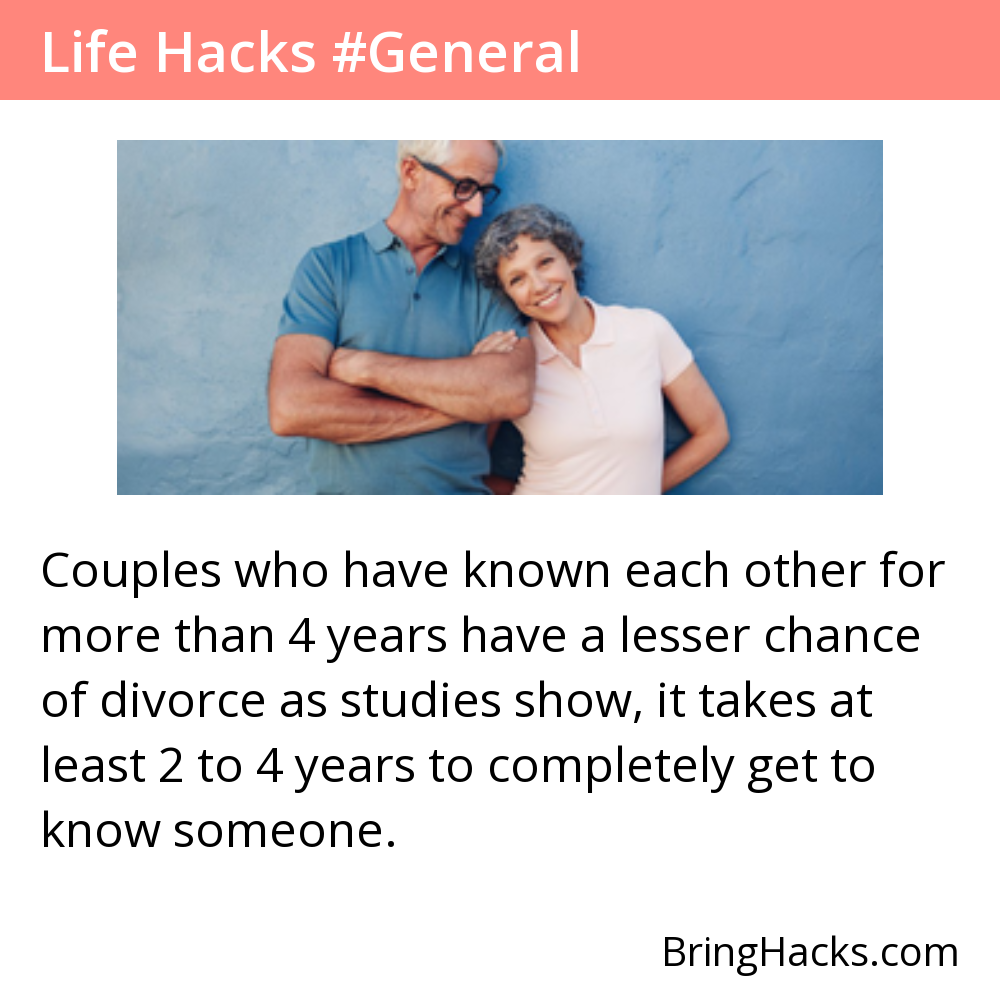 Life Hacks #General
Couples who have known each other for
more than 4 years have a lesser chance
of divorce as studies show, it takes at
least 2 to 4 years to completely get to
know someone.
BringHacks.com